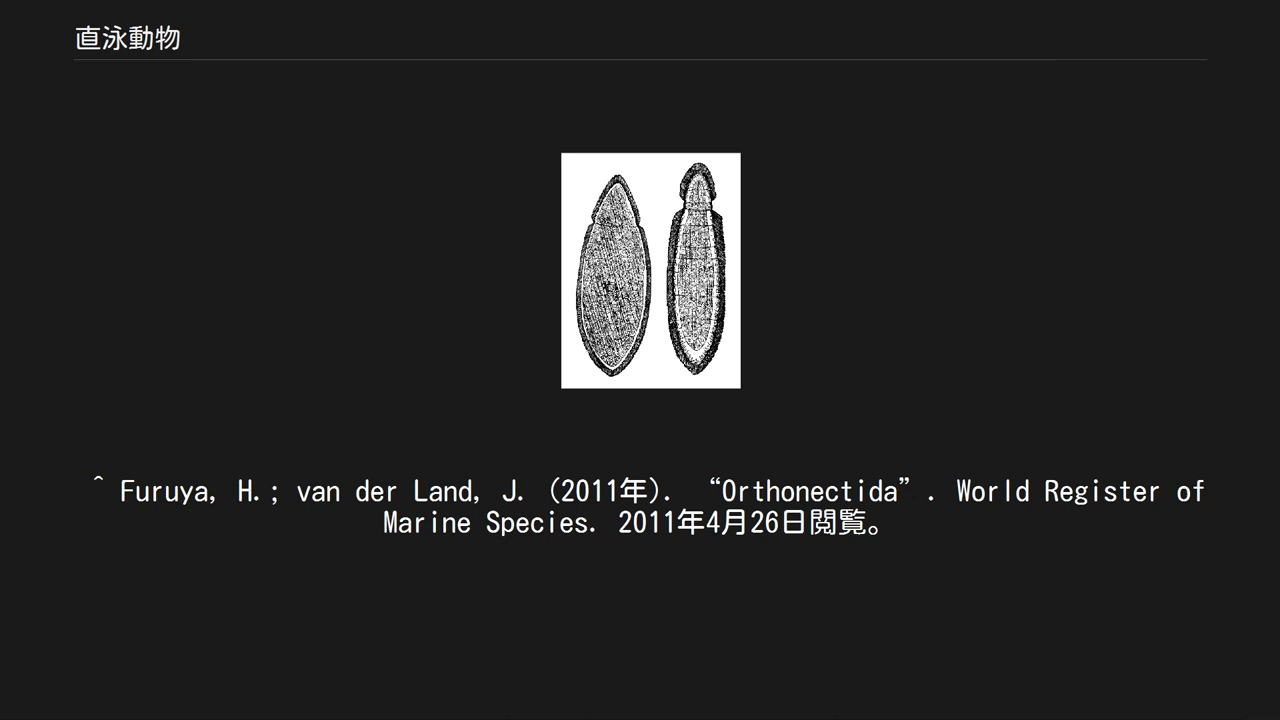 直泳動物
^ Furuya, H.; van der Land, J. (2011年). “Orthonectida”. World Register of
Marine Species. 2011年4月26日閲覧。